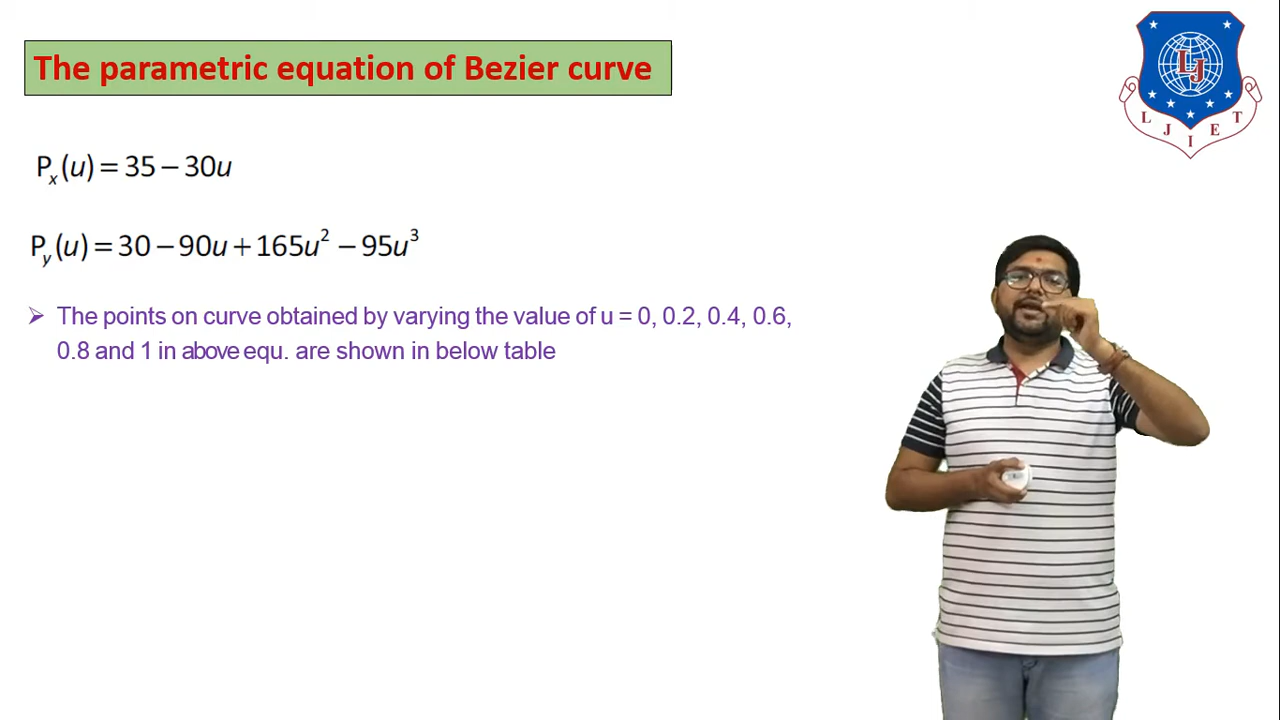 The parametric equation of Bezier curve
LJ
L J I E T
Pₓ(u) = 35 – 30u
Pᵧ(u) = 30 – 90u + 165u² – 95u³
➢ The points on curve obtained by varying the value of u = 0, 0.2, 0.4, 0.6,
0.8 and 1 in above equ. are shown in below table